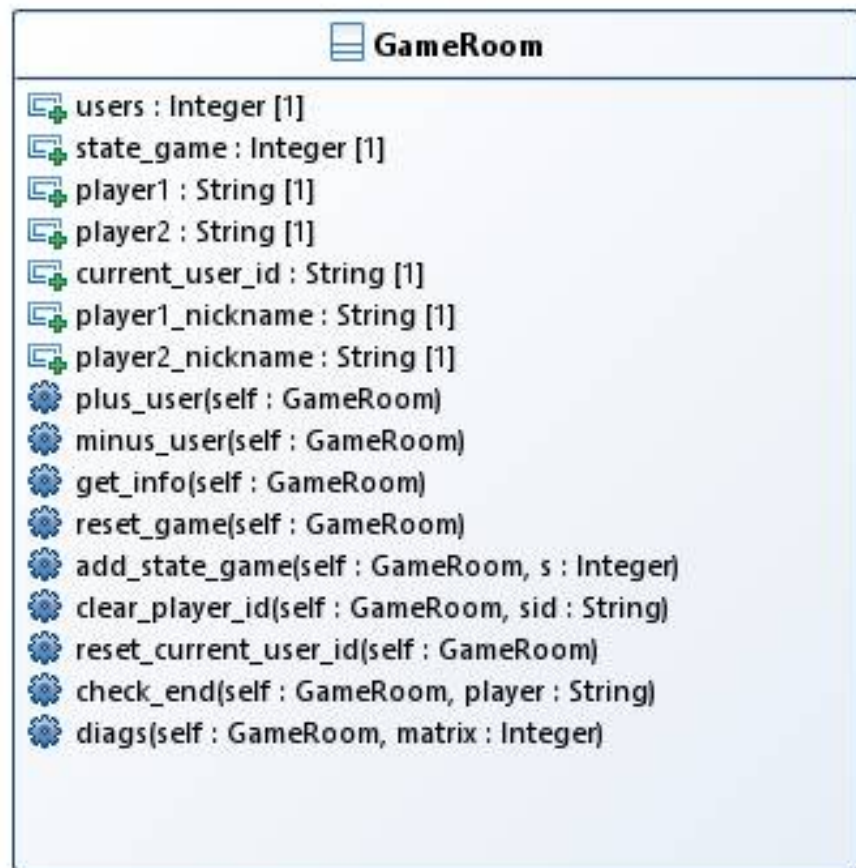 GameRoom
users : Integer [1]
state_game : Integer [1]
player1 : String [1]
player2 : String [1]
current_user_id : String [1]
player1_nickname : String [1]
player2_nickname : String [1]
plus_user(self : GameRoom)
minus_user(self : GameRoom)
get_info(self : GameRoom)
reset_game(self : GameRoom)
add_state_game(self : GameRoom, s : Integer)
clear_player_id(self : GameRoom, sid : String)
reset_current_user_id(self : GameRoom)
check_end(self : GameRoom, player : String)
diags(self : GameRoom, matrix : Integer)